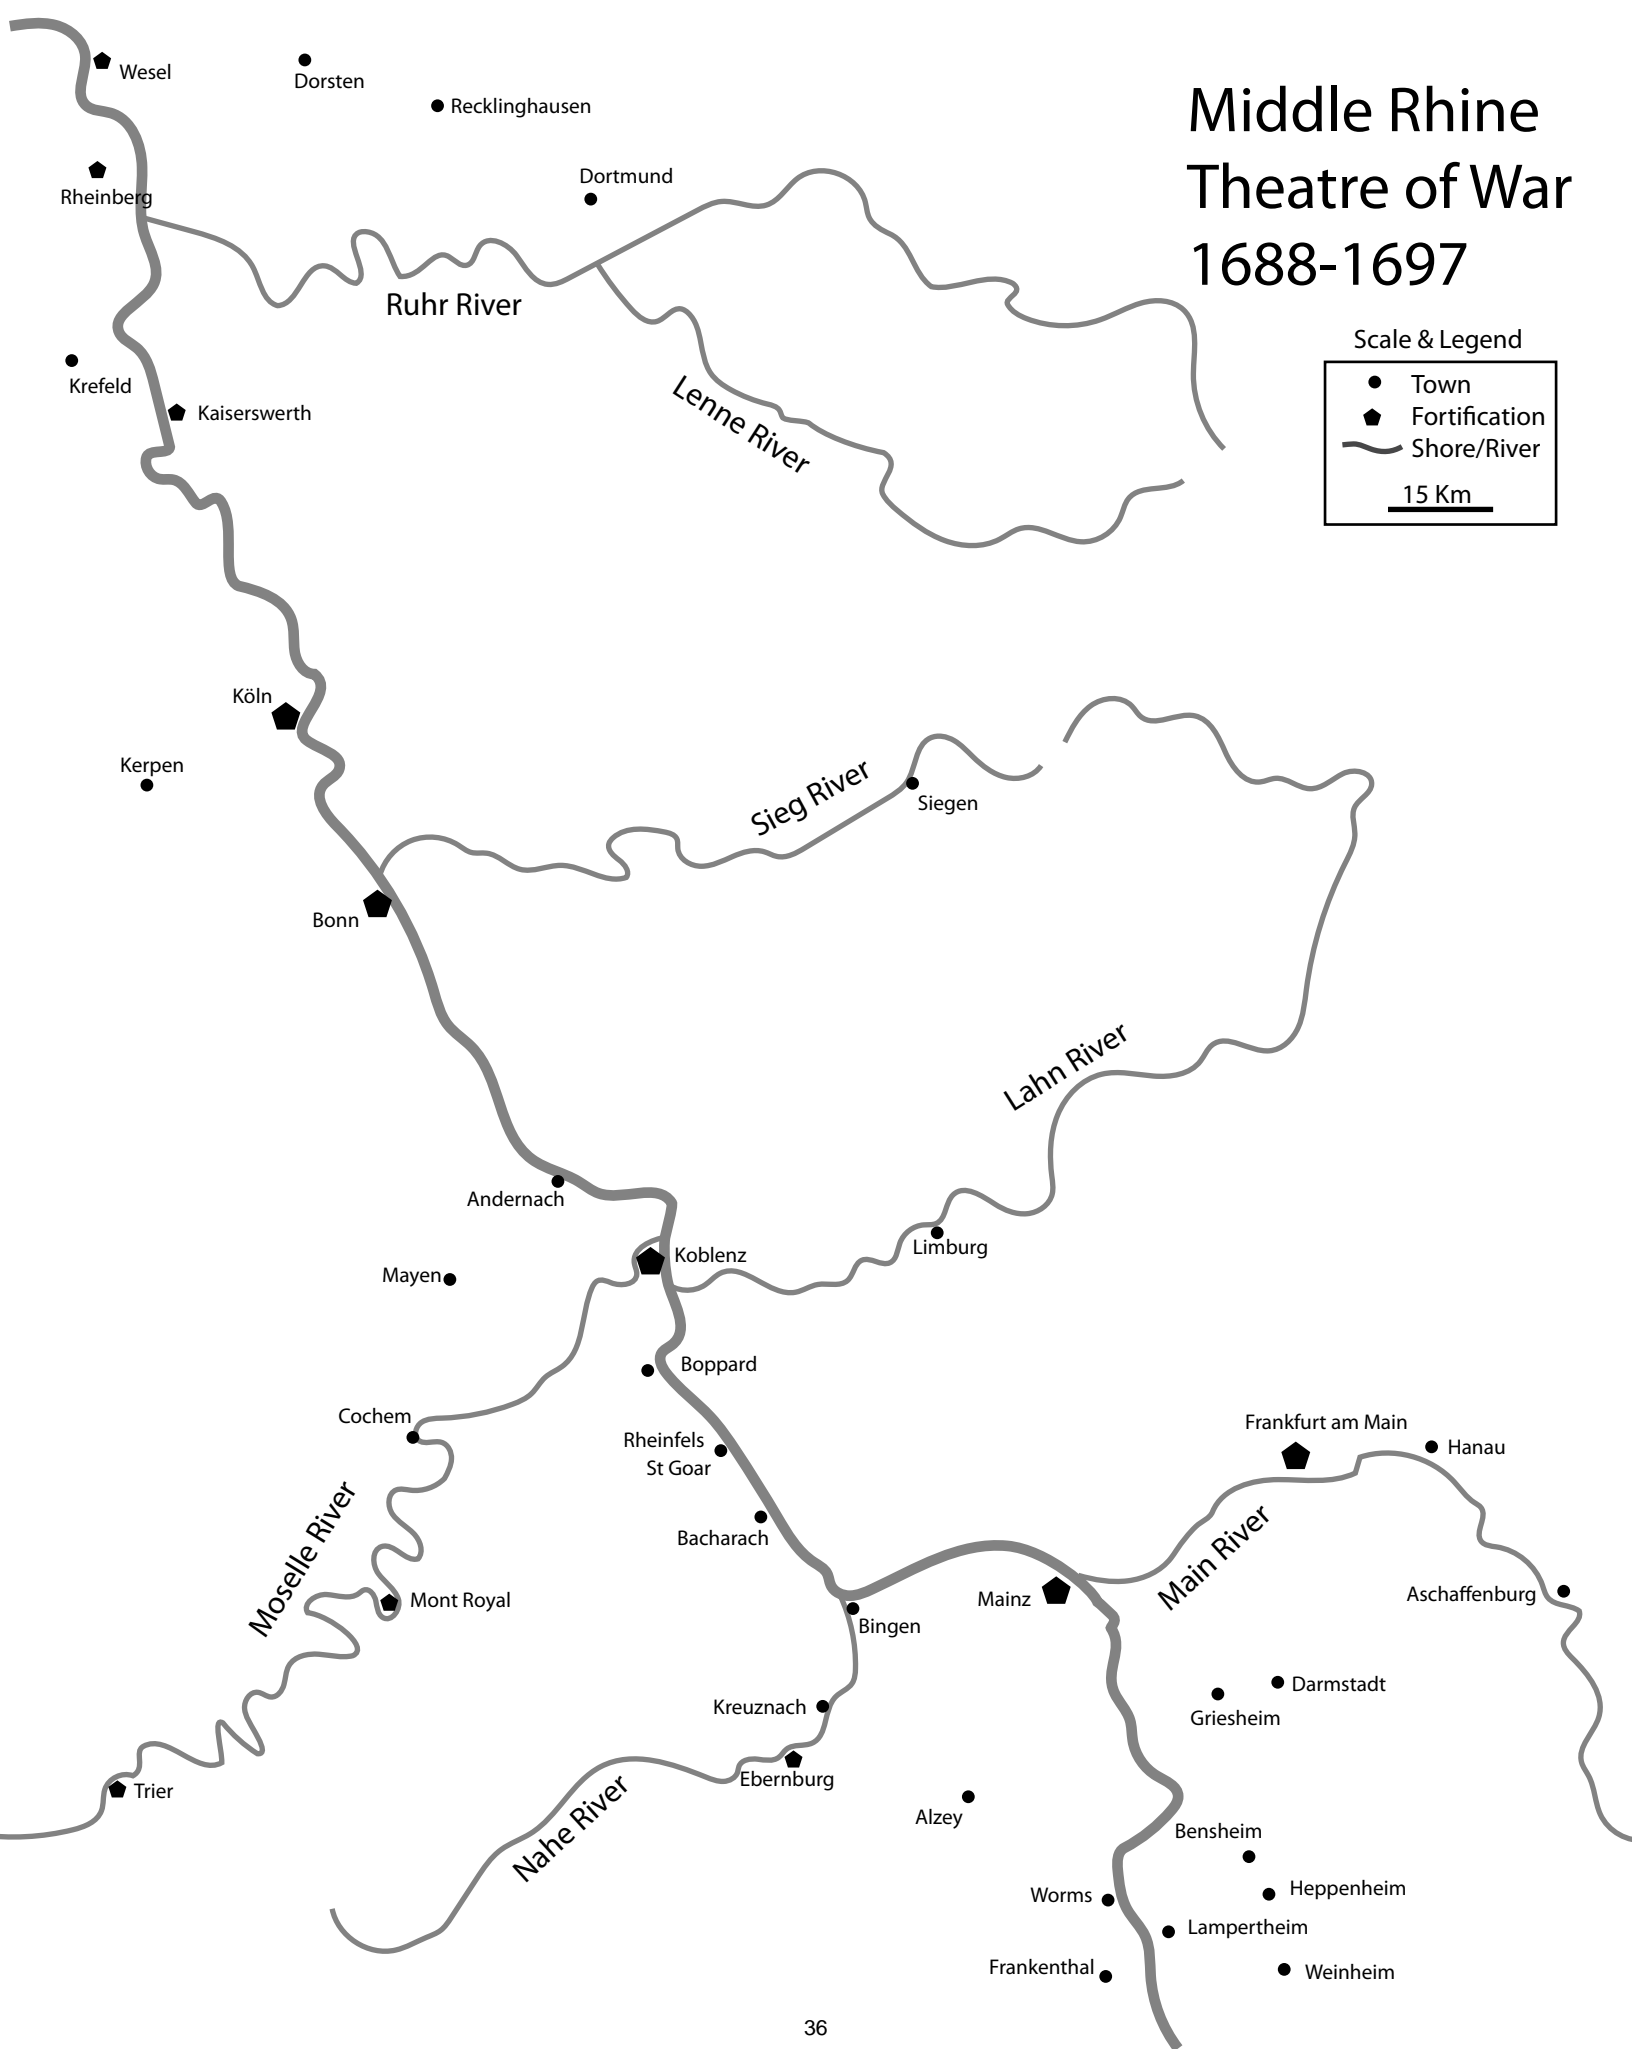 Middle Rhine
Theatre of War
1688-1697
Scale & Legend
Town
Fortification
Shore/River
15 Km
Wesel
Dorsten
Recklinghausen
Rheinberg
Dortmund
Ruhr River
Krefeld
Kaiserswerth
Lenne River
Köln
Kerpen
Sieg River
Siegen
Bonn
Lahn River
Andernach
Limburg
Koblenz
Mayen
Boppard
Cochem
Rheinfels
St Goar
Frankfurt am Main
Hanau
Bacharach
Moselle River
Main River
Mont Royal
Mainz
Aschaffenburg
Bingen
Kreuznach
Darmstadt
Griesheim
Ebernburg
Trier
Nahe River
Alzey
Bensheim
Worms
Heppenheim
Lampertheim
Frankenthal
Weinheim
36